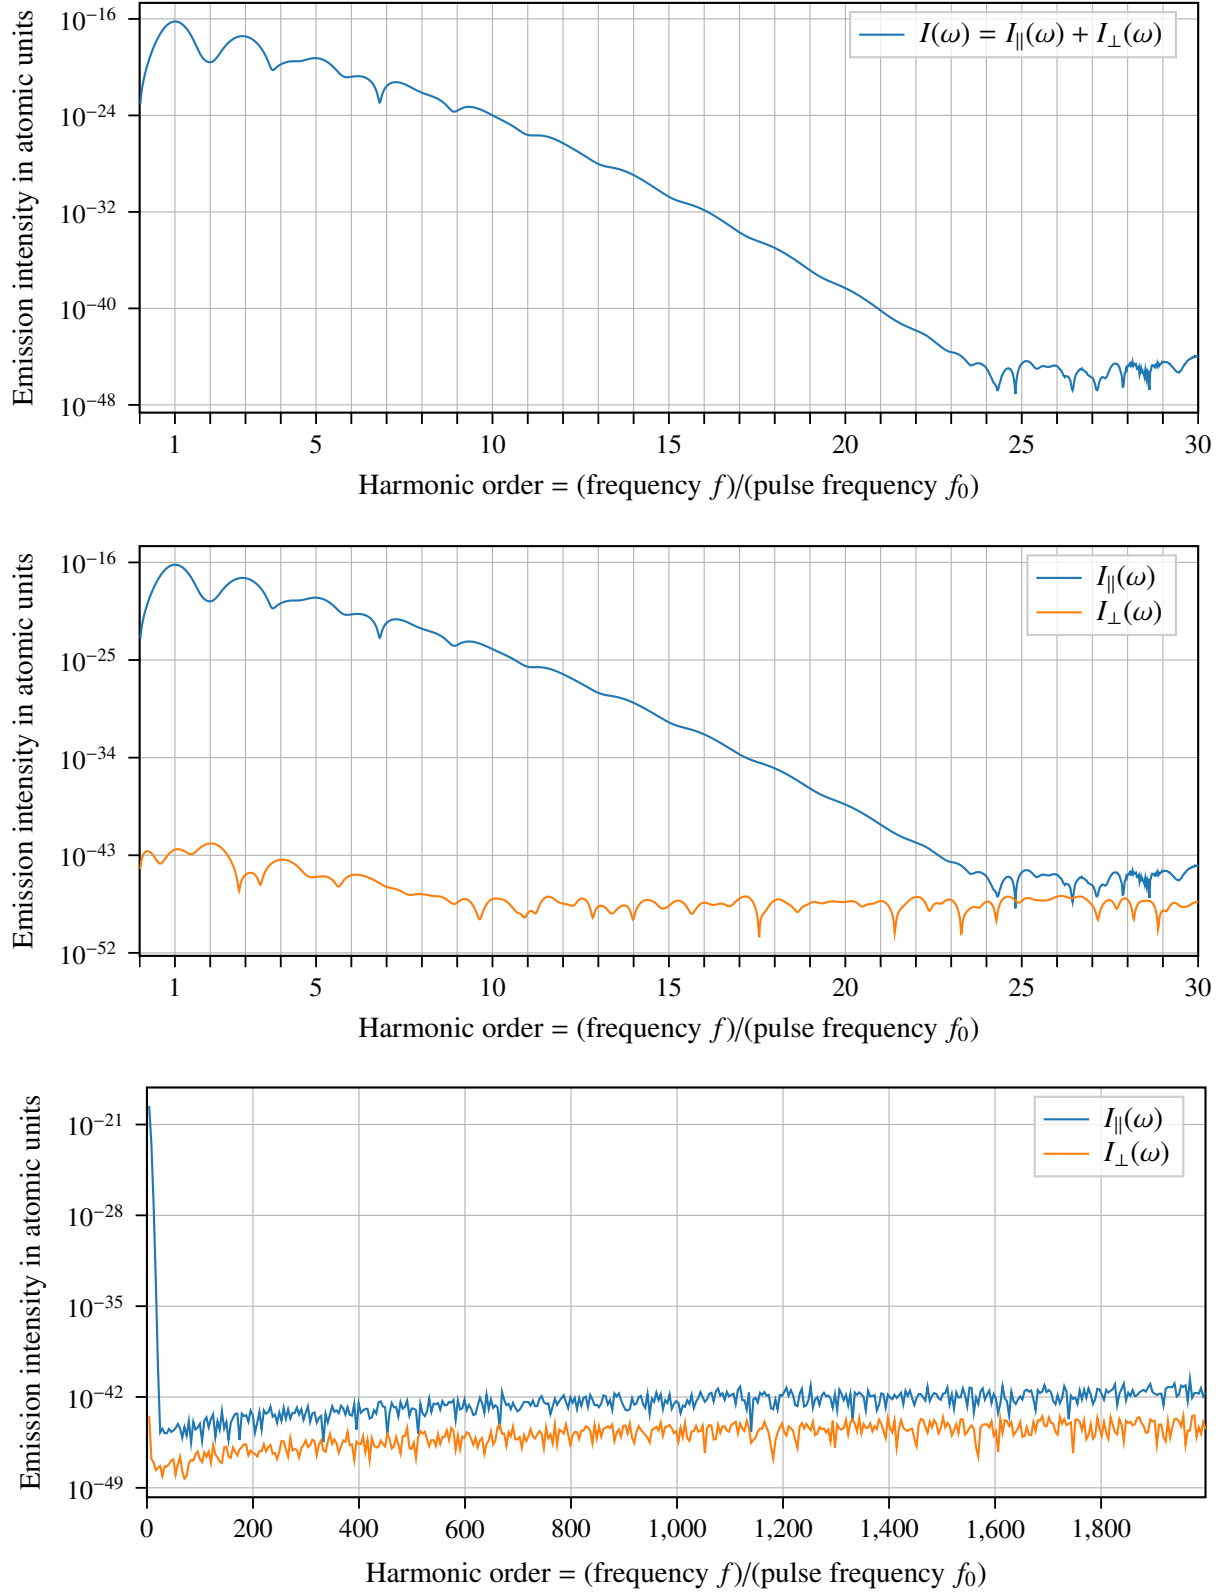 10⁻¹⁶
10⁻²⁴
10⁻³²
10⁻⁴⁰
10⁻⁴⁸
Emission intensity in atomic units
I(ω) = I∥(ω) + I⊥(ω)
1 5 10 15 20 25 30
Harmonic order = (frequency f)/(pulse frequency f₀)
10⁻¹⁶
10⁻²⁵
10⁻³⁴
10⁻⁴³
10⁻⁵²
Emission intensity in atomic units
I∥(ω)
I⊥(ω)
1 5 10 15 20 25 30
Harmonic order = (frequency f)/(pulse frequency f₀)
10⁻²¹
10⁻²⁸
10⁻³⁵
10⁻⁴²
10⁻⁴⁹
Emission intensity in atomic units
I∥(ω)
I⊥(ω)
0 200 400 600 800 1,000 1,200 1,400 1,600 1,800
Harmonic order = (frequency f)/(pulse frequency f₀)